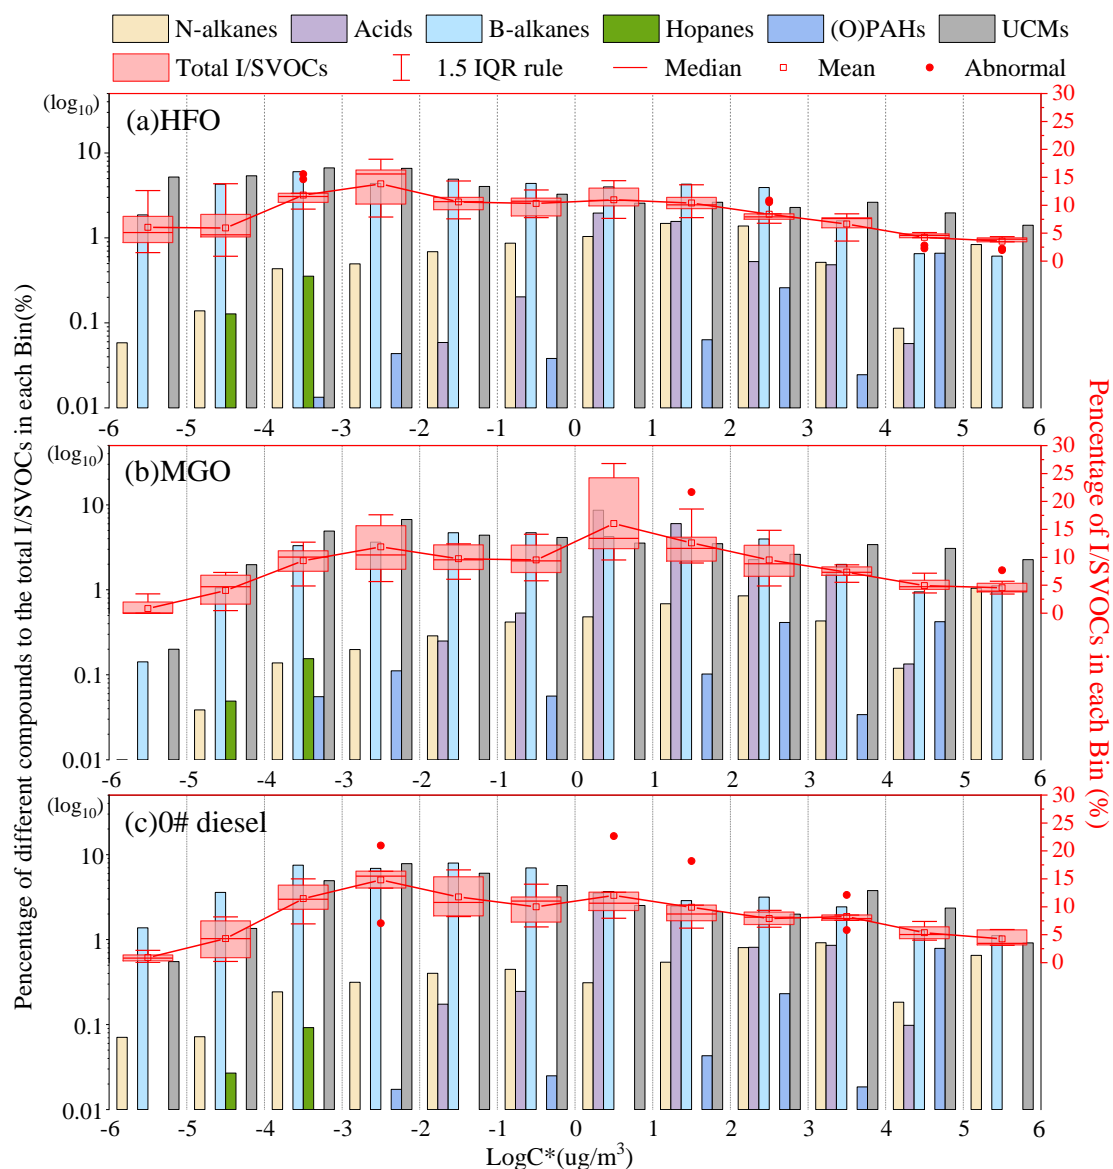 N-alkanes Acids B-alkanes Hopanes (O)PAHs UCMs
Total I/SVOCs 1.5 IQR rule Median Mean Abnormal
Pencentage of different compounds to the total I/SVOCs in each Bin(%)
Pencentage of I/SVOCs in each Bin (%)
(log10)
(a)HFO
10
1
0.1
0.01
30
25
20
15
10
5
0
-6 -5 -4 -3 -2 -1 0 1 2 3 4 5 6
(log10)
(b)MGO
10
1
0.1
0.01
30
25
20
15
10
5
0
-6 -5 -4 -3 -2 -1 0 1 2 3 4 5 6
(log10)
(c)0# diesel
10
1
0.1
0.01
30
25
20
15
10
5
0
-6 -5 -4 -3 -2 -1 0 1 2 3 4 5 6
LogC*(ug/m3)